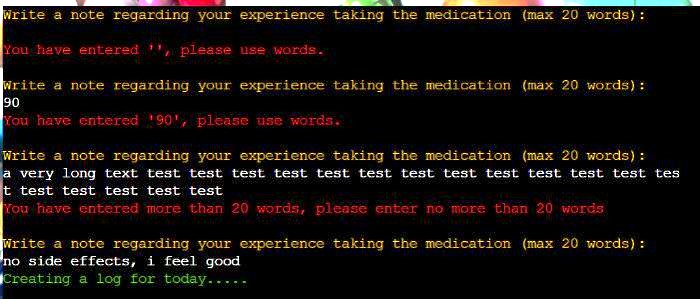 Write a note regarding your experience taking the medication (max 20 words):
You have entered '', please use words.
Write a note regarding your experience taking the medication (max 20 words):
90
You have entered '90', please use words.
Write a note regarding your experience taking the medication (max 20 words):
a very long text test test test test test test test test test test test test tes
t test test test test test
You have entered more than 20 words, please enter no more than 20 words
Write a note regarding your experience taking the medication (max 20 words):
no side effects, i feel good
Creating a log for today.....